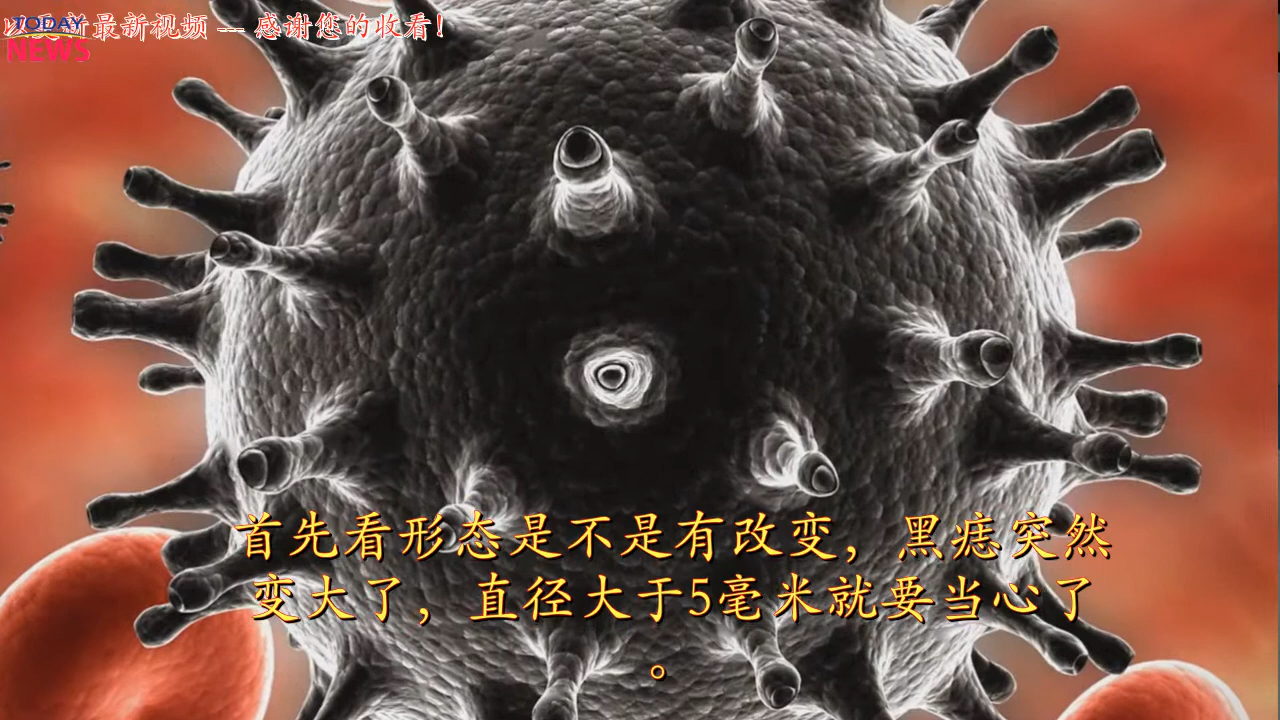 最新视频 --- 感谢您的收看！
TODAY
NEWS
首先看形态是不是有改变，黑痣突然
变大了，直径大于5毫米就要当心了
。